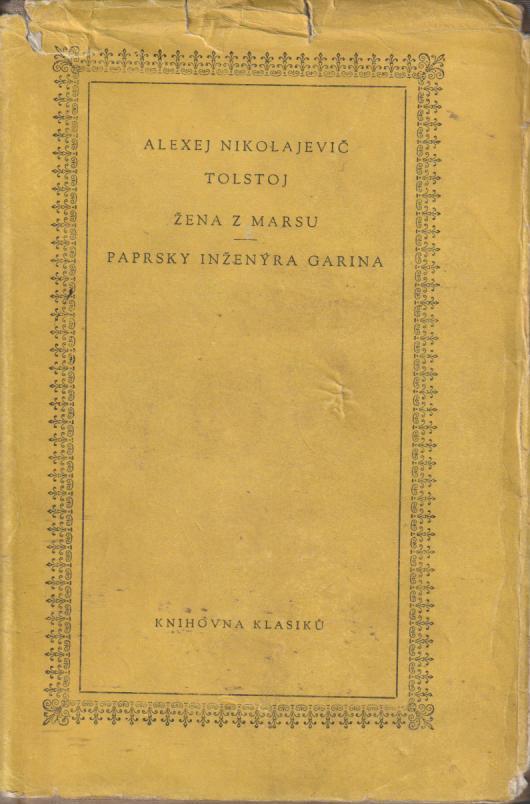 ALEXEJ NIKOLAJEVIČ
TOLSTOJ
ŽENA Z MARSU
PAPRSKY INŽENÝRA GARINA
KNIHOVNA KLASIKŮ